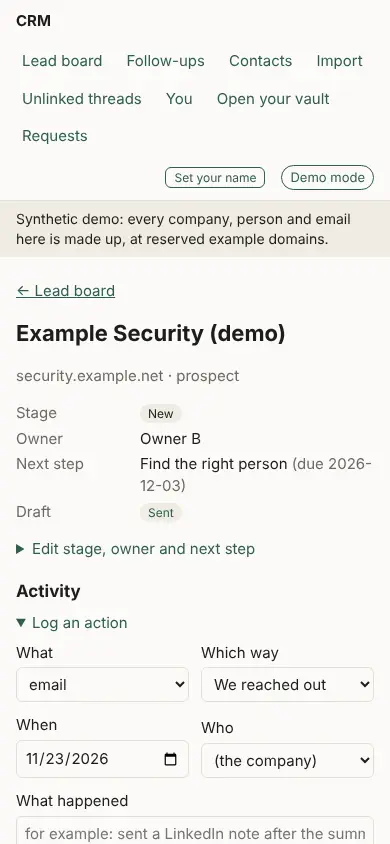 CRM
Lead board Follow-ups Contacts Import
Unlinked threads You Open your vault
Requests
Set your name Demo mode
Synthetic demo: every company, person and email
here is made up, at reserved example domains.
← Lead board
Example Security (demo)
security.example.net · prospect
Stage New
Owner Owner B
Next step Find the right person (due 2026-
12-03)
Draft Sent
▶ Edit stage, owner and next step
Activity
▼ Log an action
What Which way
email We reached out
When Who
11/23/2026 (the company)
What happened
for example: sent a LinkedIn note after the summ